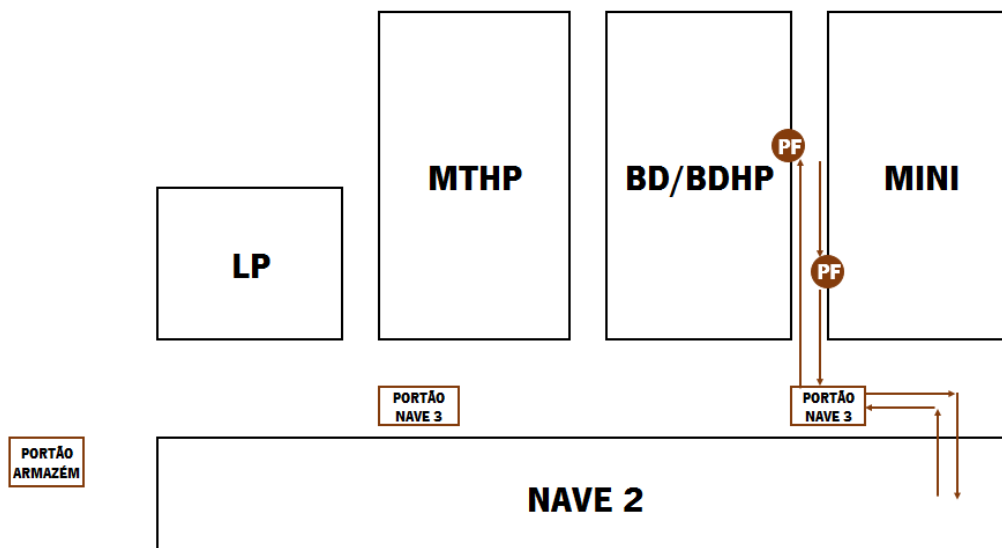 PF
MTHP
BD/BDHP
MINI
LP
PF
PORTÃO
NAVE 3
PORTÃO
NAVE 3
PORTÃO
ARMAZÉM
NAVE 2